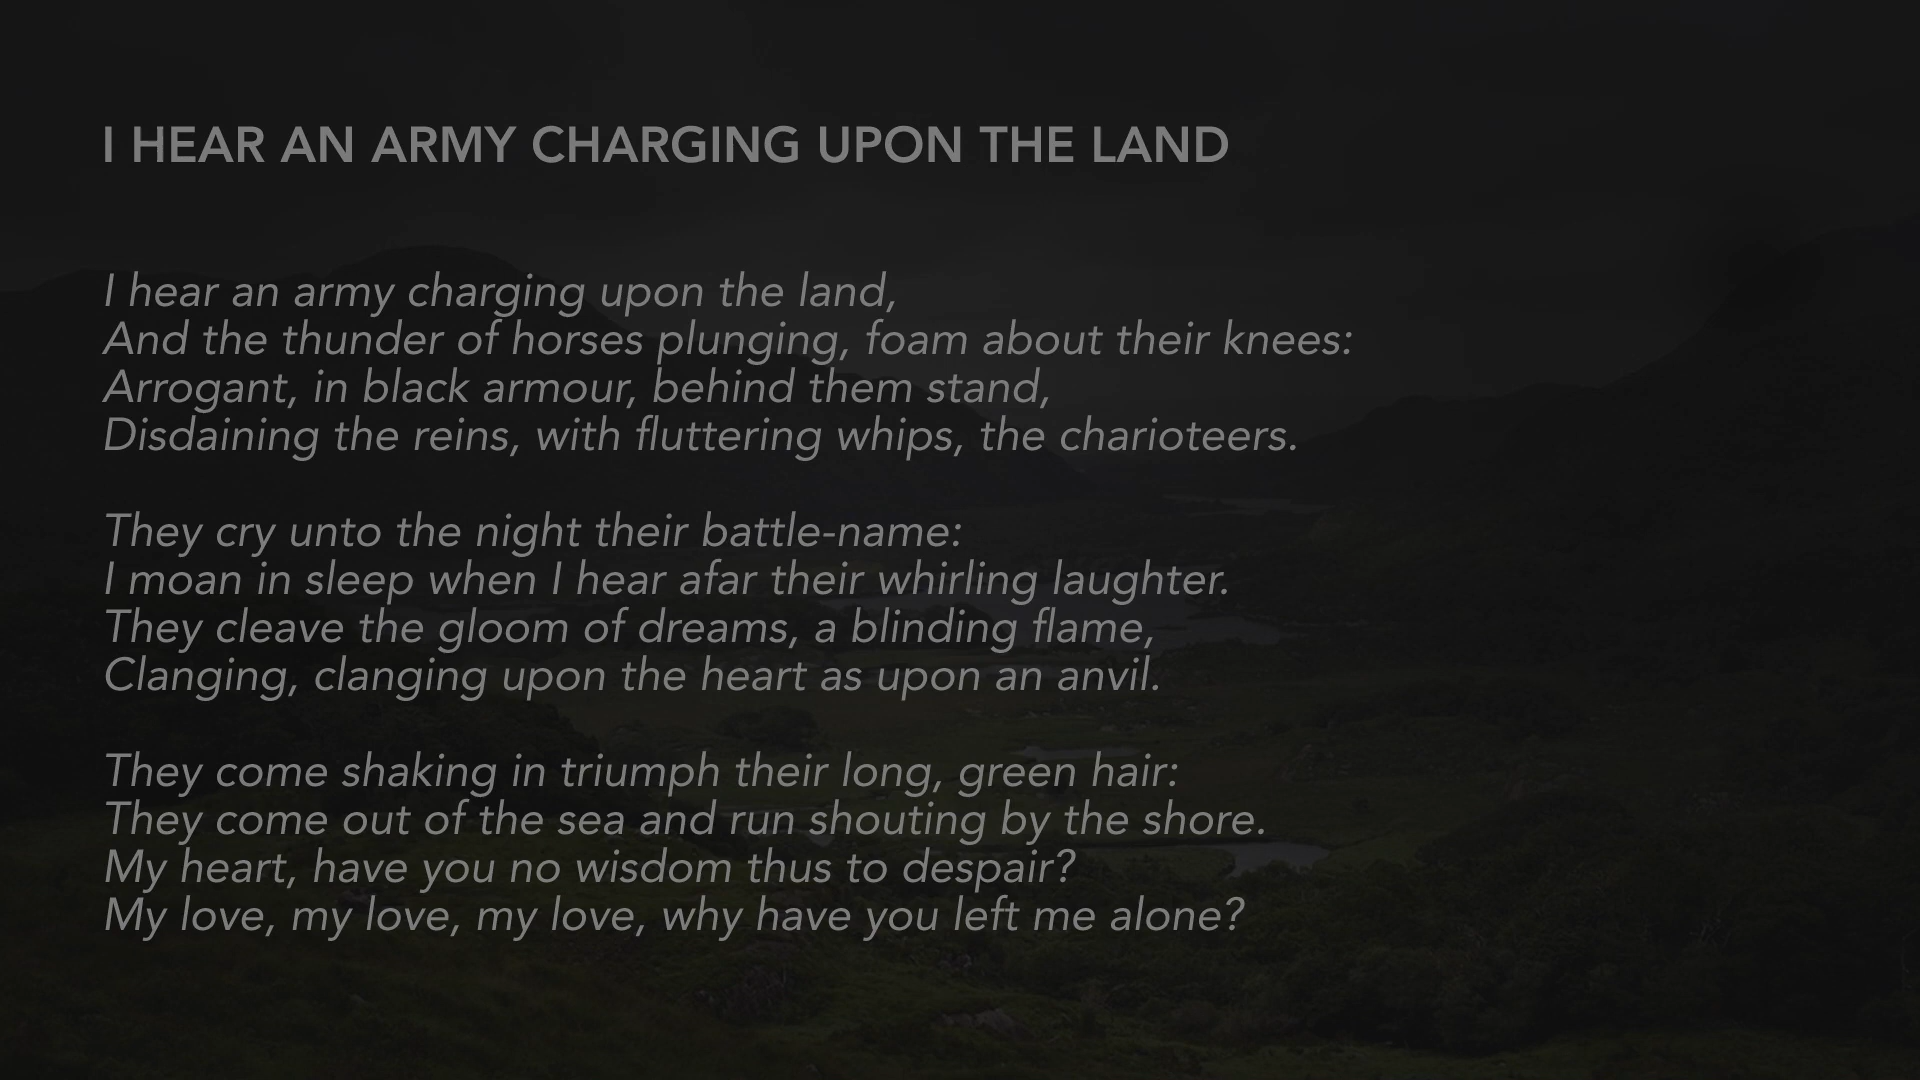 I HEAR AN ARMY CHARGING UPON THE LAND
I hear an army charging upon the land,
And the thunder of horses plunging, foam about their knees:
Arrogant, in black armour, behind them stand,
Disdaining the reins, with fluttering whips, the charioteers.
They cry unto the night their battle-name:
I moan in sleep when I hear afar their whirling laughter.
They cleave the gloom of dreams, a blinding flame,
Clanging, clanging upon the heart as upon an anvil.
They come shaking in triumph their long, green hair:
They come out of the sea and run shouting by the shore.
My heart, have you no wisdom thus to despair?
My love, my love, my love, why have you left me alone?